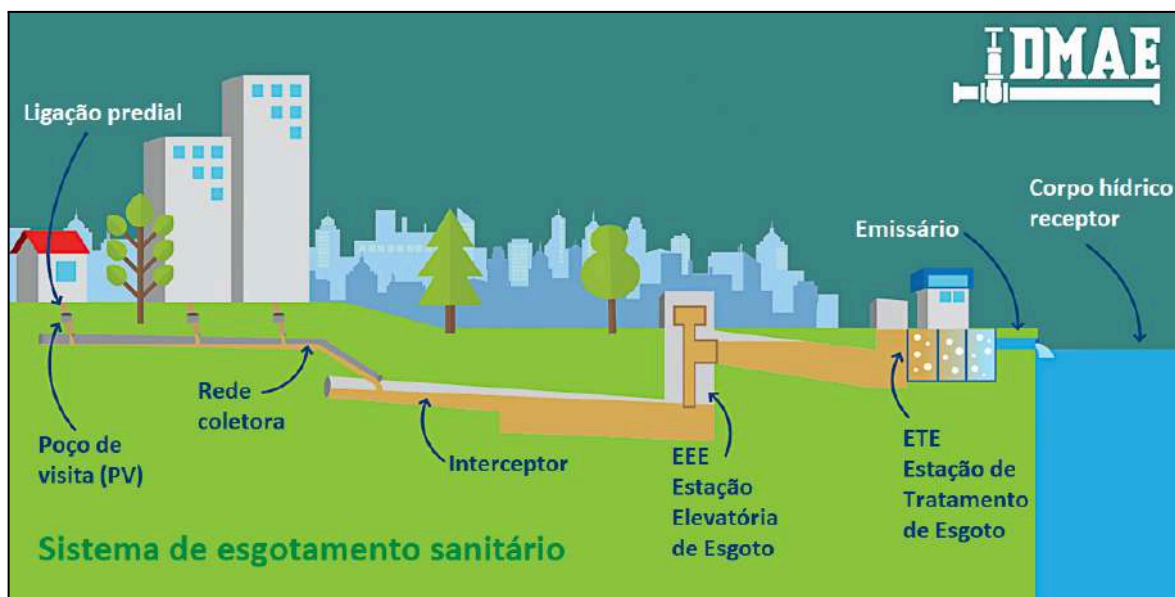 DMAE
Ligação predial
Corpo hídrico
receptor
Emissário
Rede
coletora
Poço de
visita (PV)
Interceptor
EEE
Estação
Elevatória
de Esgoto
ETE
Estação de
Tratamento
de Esgoto
Sistema de esgotamento sanitário